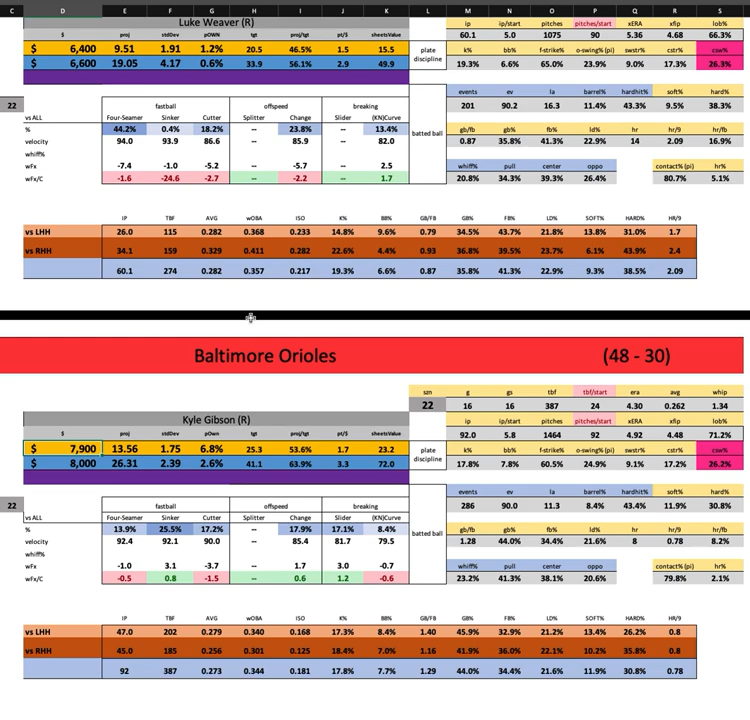 C D E F G H I J K L M N O P Q R S
Luke Weaver (R) ip ip/start pitches pitches/start xERA xfip lob%
$ proj stdDev pOWN tgt proj/tgt pt/$ sheetsValue 60.1 5.0 1075 90 5.36 4.68 66.3%
$ 6,400 9.51 1.91 1.2% 20.5 46.5% 1.5 15.5 plate discipline k% bb% f-strike% o-swing% (pi) swstr% cstr% csw%
$ 6,600 19.05 4.17 0.6% 33.9 56.1% 2.9 49.9 19.3% 6.6% 65.0% 23.9% 9.0% 17.3% 26.3%
events ev la barrel% hardhit% soft% hard%
22 fastball offspeed breaking 201 90.2 16.3 11.4% 43.3% 9.5% 38.3%
vs ALL Four-Seamer Sinker Cutter Splitter Change Slider (KN)Curve
% 44.2% 0.4% 18.2% -- 23.8% -- 13.4% batted ball gb/fb gb% fb% ld% hr hr/9 hr/fb
velocity 94.0 93.9 86.6 -- 85.9 -- 82.0 0.87 35.8% 41.3% 22.9% 14 2.09 16.9%
whiff%
wFx -7.4 -1.0 -5.2 -- -5.7 -- 2.5 whiff% pull center oppo contact% (pi) hr%
wFx/C -1.6 -24.6 -2.7 -- -2.2 -- 1.7 20.8% 34.3% 39.3% 26.4% 80.7% 5.1%
IP TBF AVG wOBA ISO K% BB% GB/FB GB% FB% LD% SOFT% HARD% HR/9
vs LHH 26.0 115 0.282 0.368 0.233 14.8% 9.6% 0.79 34.5% 43.7% 21.8% 13.8% 31.0% 1.7
vs RHH 34.1 159 0.329 0.411 0.282 22.6% 4.4% 0.93 36.8% 39.5% 23.7% 6.1% 43.9% 2.4
60.1 274 0.282 0.357 0.217 19.3% 6.6% 0.87 35.8% 41.3% 22.9% 9.3% 38.5% 2.09
Baltimore Orioles (48 - 30)
szn g gs tbf tbf/start era avg whip
22 16 16 387 24 4.30 0.262 1.34
Kyle Gibson (R) ip ip/start pitches pitches/start xERA xfip lob%
$ proj stdDev pOwn tgt proj/tgt pt/$ sheetsValue 92.0 5.8 1464 92 4.92 4.48 71.2%
$ 7,900 13.56 1.75 6.8% 25.3 53.6% 1.7 23.2 plate discipline k% bb% f-strike% o-swing% (pi) swstr% cstr% csw%
$ 8,000 26.31 2.39 2.6% 41.1 63.9% 3.3 72.0 17.8% 7.8% 60.5% 24.9% 9.1% 17.2% 26.2%
events ev la barrel% hardhit% soft% hard%
22 fastball offspeed breaking 286 90.0 11.3 8.4% 43.4% 11.9% 30.8%
vs ALL Four-Seamer Sinker Cutter Splitter Change Slider (KN)Curve
% 13.9% 25.5% 17.2% -- 17.9% 17.1% 8.4% batted ball gb/fb gb% fb% ld% hr hr/9 hr/fb
velocity 92.4 92.1 90.0 -- 85.4 81.7 79.5 1.28 44.0% 34.4% 21.6% 8 0.78 8.2%
whiff%
wFx -1.0 3.1 -3.7 1.7 3.0 -0.7 whiff% pull center oppo contact% (pi) hr%
wFx/C -0.5 0.8 -1.5 -- 0.6 1.2 -0.6 23.2% 41.3% 38.1% 20.6% 79.8% 2.1%
IP TBF AVG wOBA ISO K% BB% GB/FB GB% FB% LD% SOFT% HARD% HR/9
vs LHH 47.0 202 0.279 0.340 0.168 17.3% 8.4% 1.40 45.9% 32.9% 21.2% 13.4% 26.2% 0.8
vs RHH 45.0 185 0.256 0.301 0.125 18.4% 7.0% 1.16 41.9% 36.0% 22.1% 10.2% 35.8% 0.8
92 387 0.273 0.344 0.181 17.8% 7.7% 1.29 44.0% 34.4% 21.6% 11.9% 30.8% 0.78